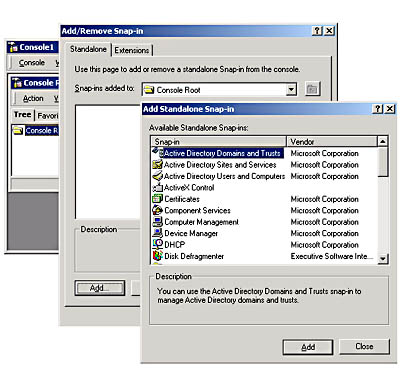 Console1
Console
Console R
Action
Tree
Favori
Console R
Add/Remove Snap-in
Standalone
Extensions
Use this page to add or remove a standalone Snap-in from the console.
Snap-ins added to:
Console Root
Description
Add...
Add Standalone Snap-in
Available Standalone Snap-ins:
Snap-in Vendor
Active Directory Domains and Trusts Microsoft Corporation
Active Directory Sites and Services Microsoft Corporation
Active Directory Users and Computers Microsoft Corporation
ActiveX Control
Certificates Microsoft Corporation
Component Services Microsoft Corporation
Computer Management Microsoft Corporation
Device Manager Microsoft Corporation
DHCP Microsoft Corporation
Disk Defragmenter Executive Software Inte...
Description
You can use the Active Directory Domains and Trusts snap-in to
manage Active Directory domains and trusts.
Add
Close